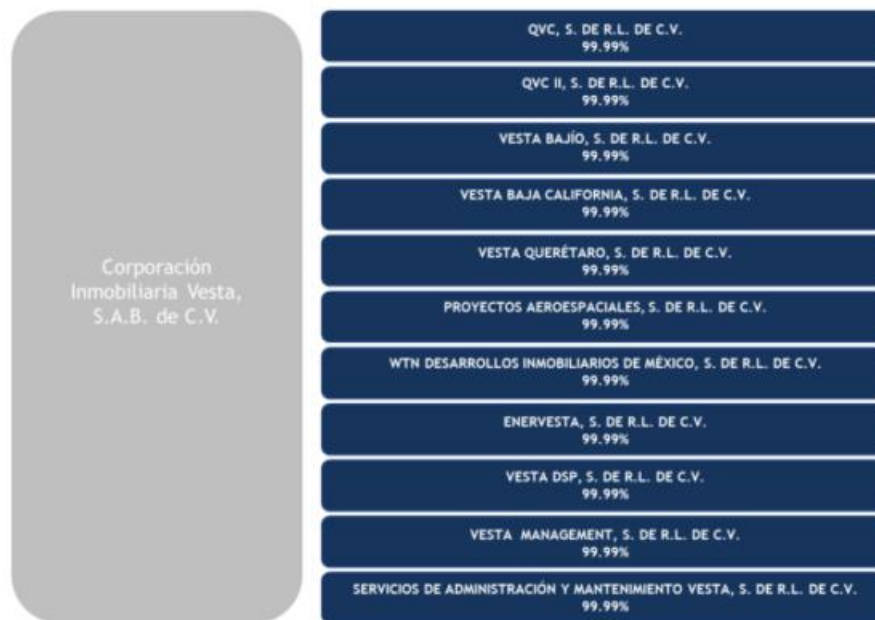 Corporación
Inmobiliaria Vesta,
S.A.B. de C.V.
QVC, S. DE R.L. DE C.V.
99.99%
QVC II, S. DE R.L. DE C.V.
99.99%
VESTA BAJÍO, S. DE R.L. DE C.V.
99.99%
VESTA BAJA CALIFORNIA, S. DE R.L. DE C.V.
99.99%
VESTA QUERÉTARO, S. DE R.L. DE C.V.
99.99%
PROYECTOS AEROESPACIALES, S. DE R.L. DE C.V.
99.99%
WTN DESARROLLOS INMOBILIARIOS DE MÉXICO, S. DE R.L. DE C.V.
99.99%
ENERVESTA, S. DE R.L. DE C.V.
99.99%
VESTA DSP, S. DE R.L. DE C.V.
99.99%
VESTA MANAGEMENT, S. DE R.L. DE C.V.
99.99%
SERVICIOS DE ADMINISTRACIÓN Y MANTENIMIENTO VESTA, S. DE R.L. DE C.V.
99.99%